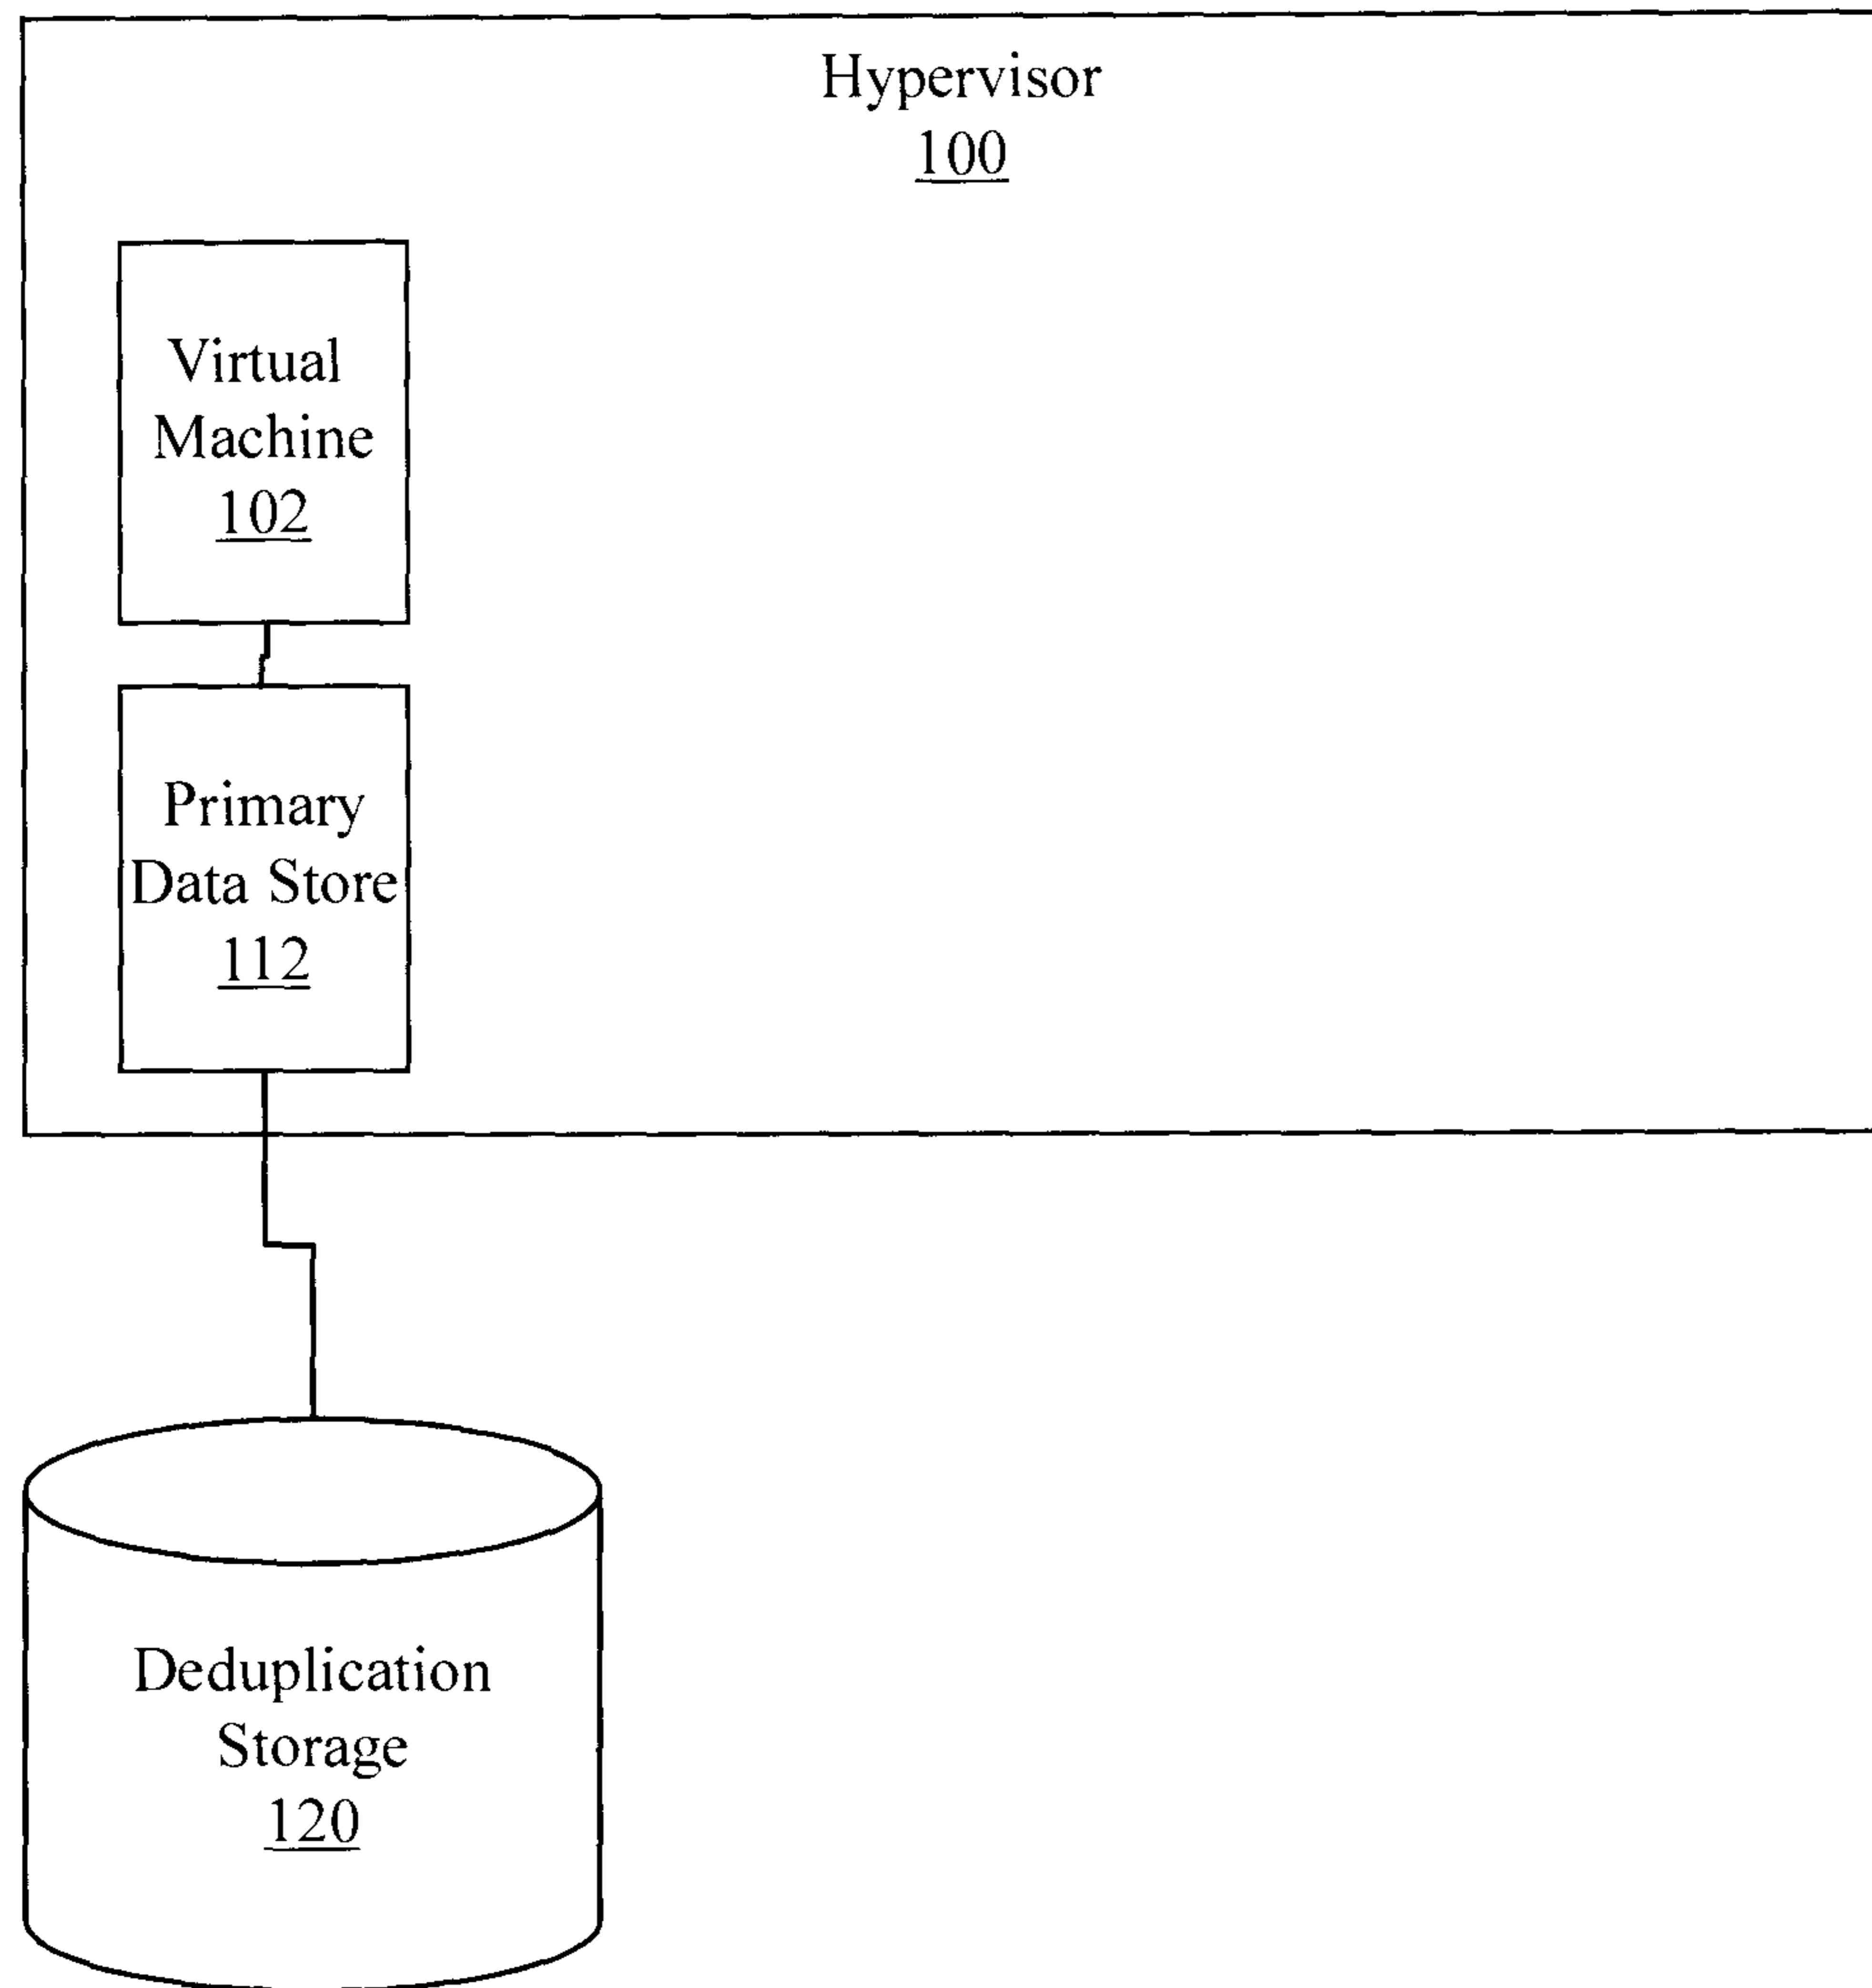 Hypervisor
100
Virtual
Machine
102
Primary
Data Store
112
Deduplication
Storage
120